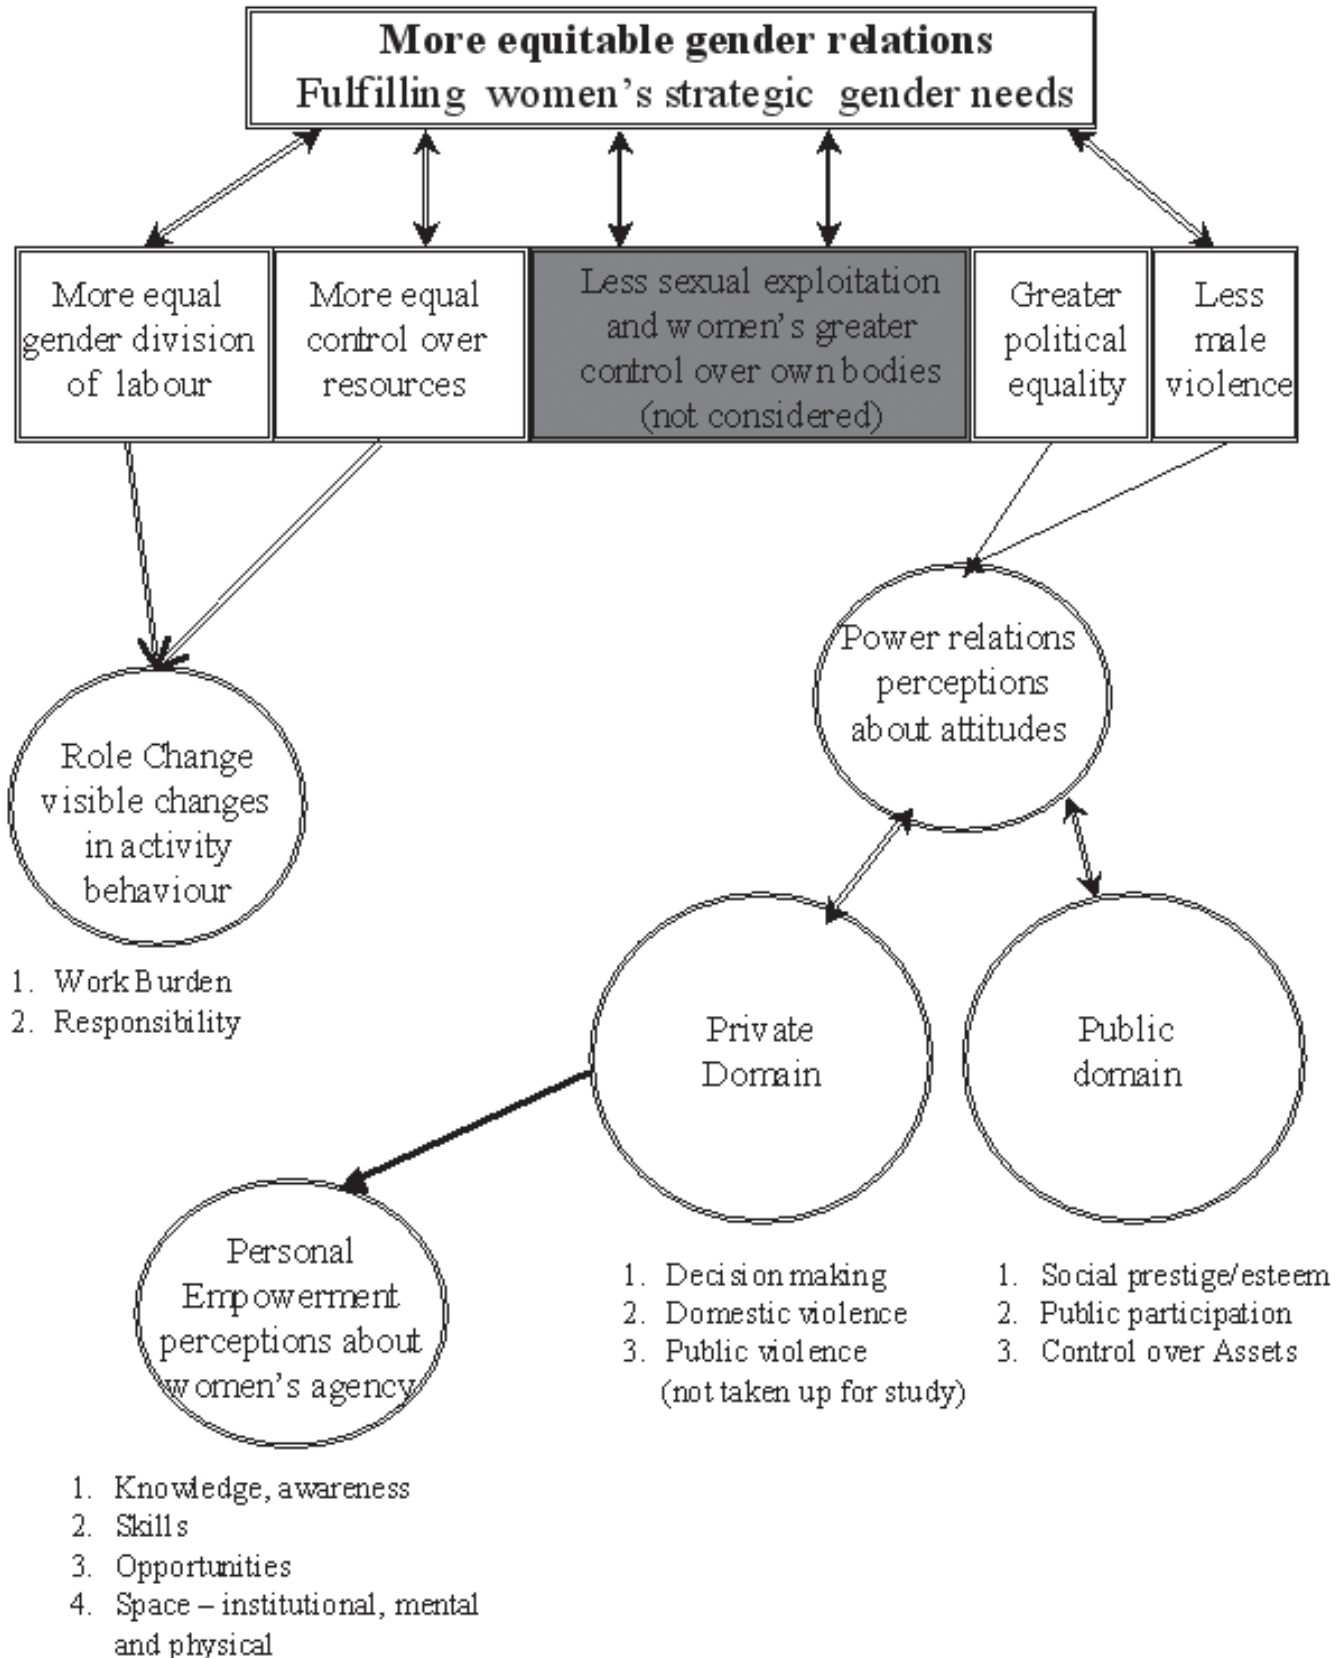 More equitable gender relations
Fulfilling women's strategic gender needs
More equal
gender division
of labour
More equal
control over
resources
Less sexual exploitation
and women's greater
control over own bodies
(not considered)
Greater
political
equality
Less
male
violence
Power relations
perceptions
about attitudes
Role Change
visible changes
in activity
behaviour
1. Work Burden
2. Responsibility
Private
Domain
Public
domain
Personal
Empowerment
perceptions about
women's agency
1. Decision making
2. Domestic violence
3. Public violence
(not taken up for study)
1. Social prestige/esteem
2. Public participation
3. Control over Assets
1. Knowledge, awareness
2. Skills
3. Opportunities
4. Space – institutional, mental
and physical